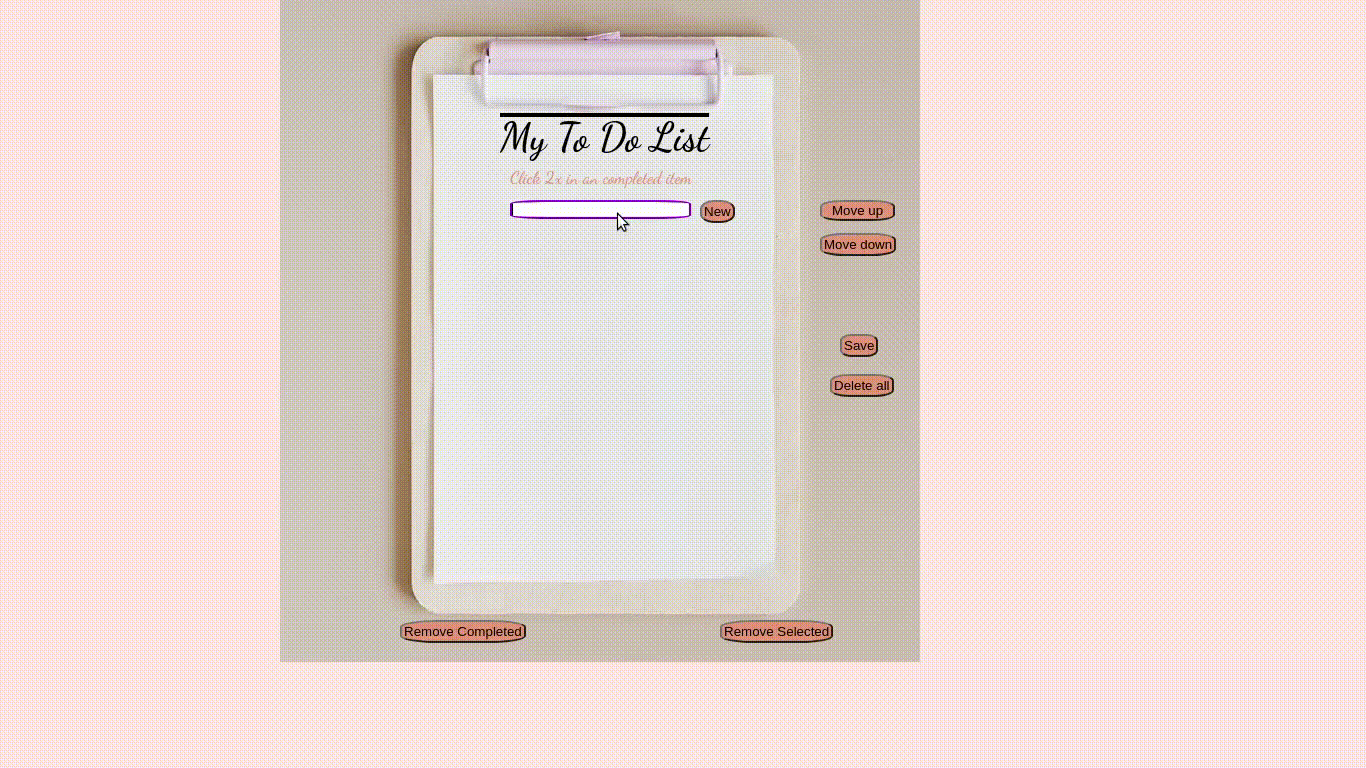 My To Do List
Click 2x in an completed item
New
Move up
Move down
Save
Delete all
Remove Completed
Remove Selected